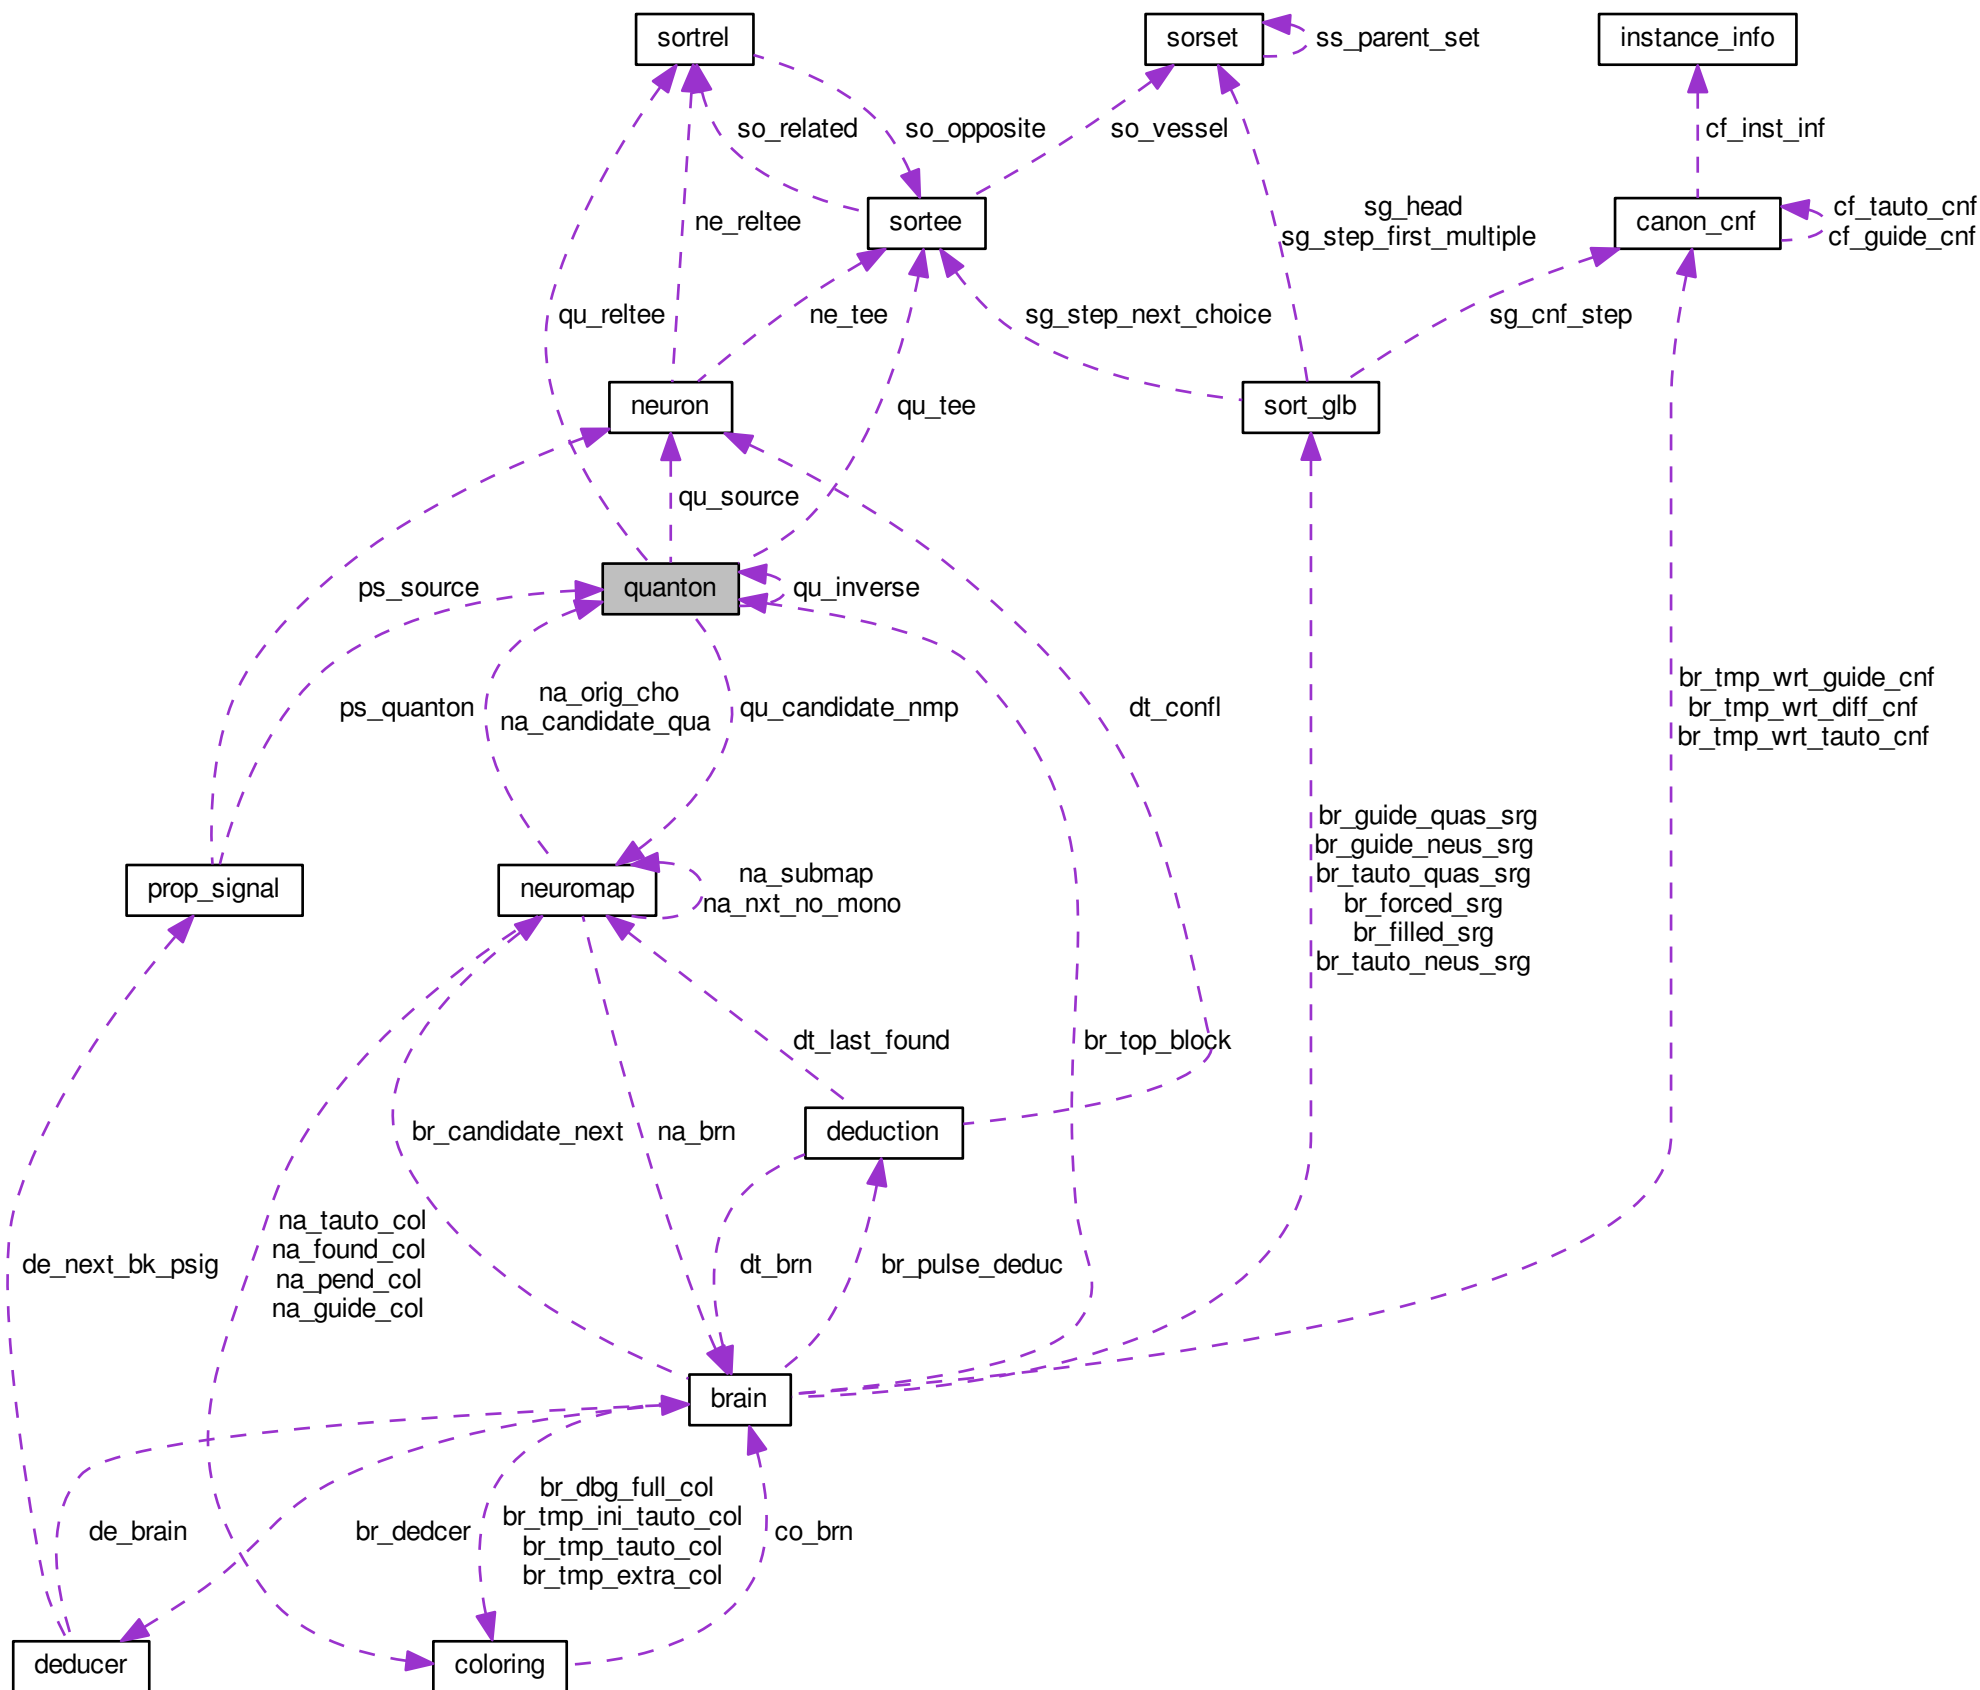 sortrel
sorset
ss_parent_set
instance_info
so_related
so_opposite
so_vessel
cf_inst_inf
ne_reltee
sortee
sg_head
sg_step_first_multiple
canon_cnf
cf_tauto_cnf
cf_guide_cnf
qu_reltee
ne_tee
sg_step_next_choice
sg_cnf_step
neuron
qu_tee
sort_glb
qu_source
ps_source
quanton
qu_inverse
ps_quanton
na_orig_cho
na_candidate_qua
qu_candidate_nmp
dt_confl
br_tmp_wrt_guide_cnf
br_tmp_wrt_diff_cnf
br_tmp_wrt_tauto_cnf
br_guide_quas_srg
br_guide_neus_srg
br_tauto_quas_srg
br_forced_srg
br_filled_srg
br_tauto_neus_srg
prop_signal
neuromap
na_submap
na_nxt_no_mono
dt_last_found
br_top_block
br_candidate_next
na_brn
deduction
de_next_bk_psig
na_tauto_col
na_found_col
na_pend_col
na_guide_col
dt_brn
br_pulse_deduc
brain
de_brain
br_dedcer
br_dbg_full_col
br_tmp_ini_tauto_col
br_tmp_tauto_col
br_tmp_extra_col
co_brn
deducer
coloring